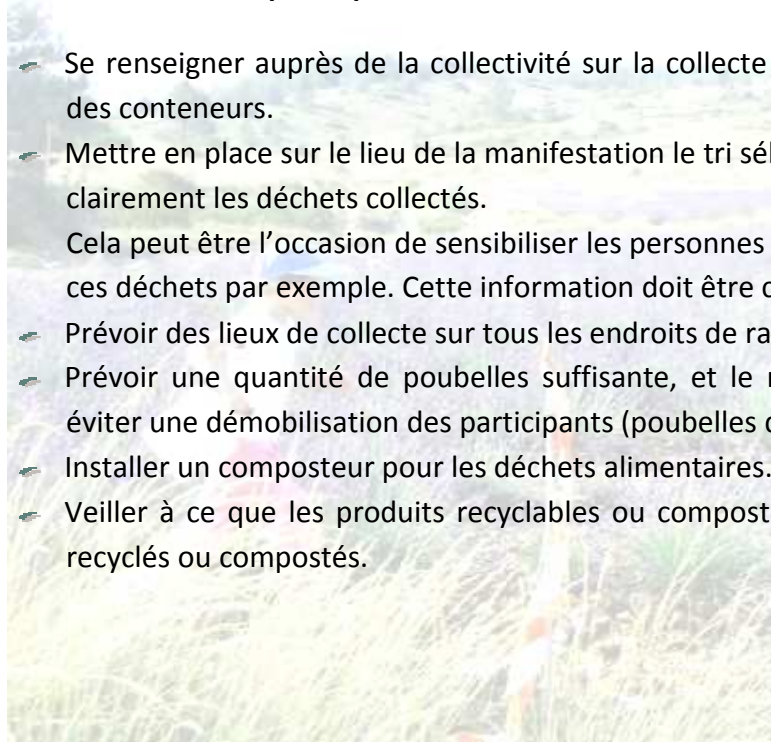 Se renseigner auprès de la collectivité sur la collecte
des conteneurs.
Mettre en place sur le lieu de la manifestation le tri
clairement les déchets collectés.
Cela peut être l’occasion de sensibiliser les personnes
ces déchets par exemple. Cette information doit être
Prévoir des lieux de collecte sur tous les endroits de
Prévoir une quantité de poubelles suffisante, et le
éviter une démobilisation des participants (poubelles
Installer un composteur pour les déchets alimentaires.
Veiller à ce que les produits recyclables ou
recyclés ou compostés.